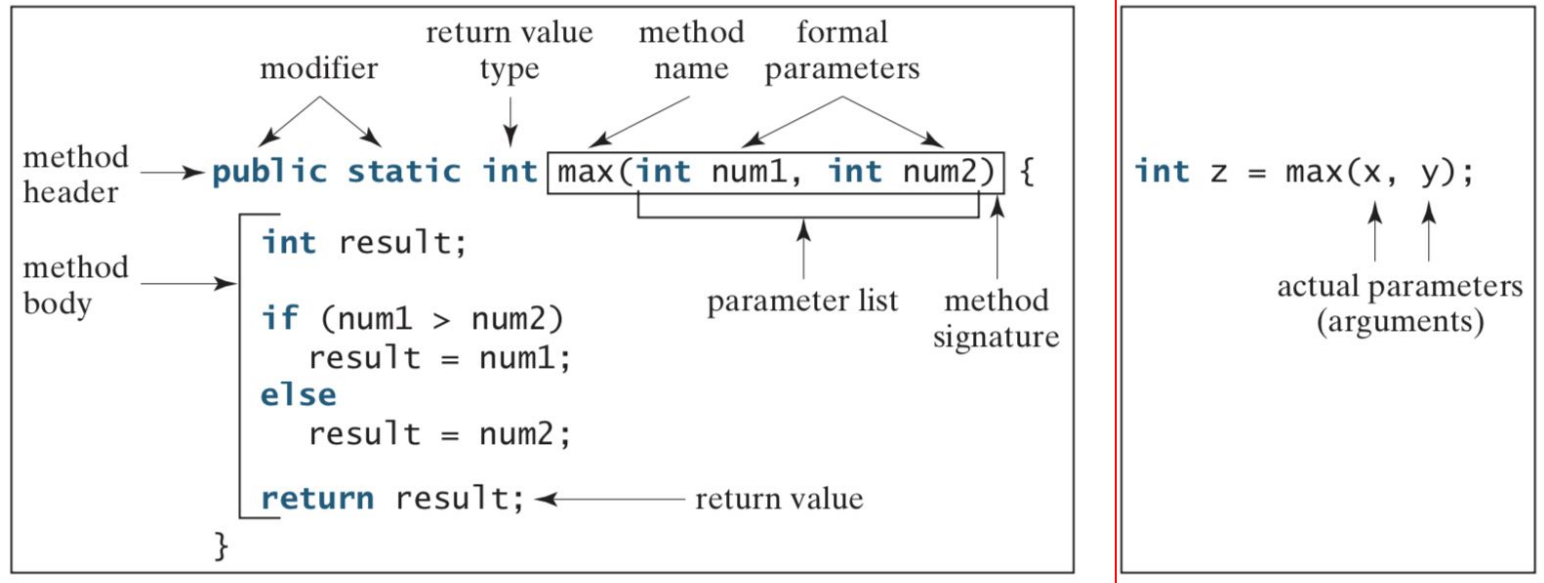 return value
type
method
name
formal
parameters
modifier
method
header
public static int max(int num1, int num2) {
method
body
int result;
if (num1 > num2)
result = num1;
else
result = num2;
return result;
return value
}
parameter list
method
signature
int z = max(x, y);
actual parameters
(arguments)